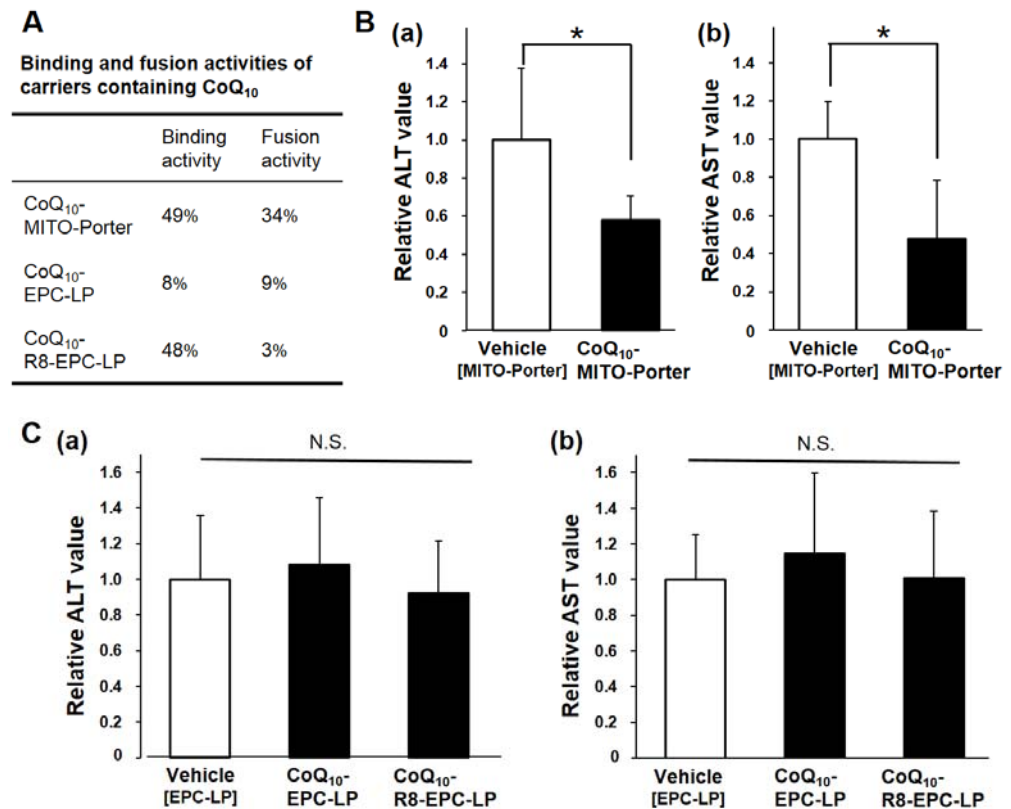 A
Binding and fusion activities of
carriers containing CoQ10
Binding
activity
Fusion
activity
CoQ10-
MITO-Porter
49%
34%
CoQ10-
EPC-LP
8%
9%
CoQ10-
R8-EPC-LP
48%
3%
B
(a)
*
Relative ALT value
1.4
1.2
1.0
0.8
0.6
0.4
0.2
0
Vehicle
[MITO-Porter]
CoQ10-
MITO-Porter
(b)
*
Relative AST value
1.4
1.2
1.0
0.8
0.6
0.4
0.2
0
Vehicle
[MITO-Porter]
CoQ10-
MITO-Porter
C
(a)
N.S.
Relative ALT value
1.6
1.4
1.2
1.0
0.8
0.6
0.4
0.2
0
Vehicle
[EPC-LP]
CoQ10-
EPC-LP
CoQ10-
R8-EPC-LP
(b)
N.S.
Relative AST value
1.6
1.4
1.2
1.0
0.8
0.6
0.4
0.2
0
Vehicle
[EPC-LP]
CoQ10-
EPC-LP
CoQ10-
R8-EPC-LP